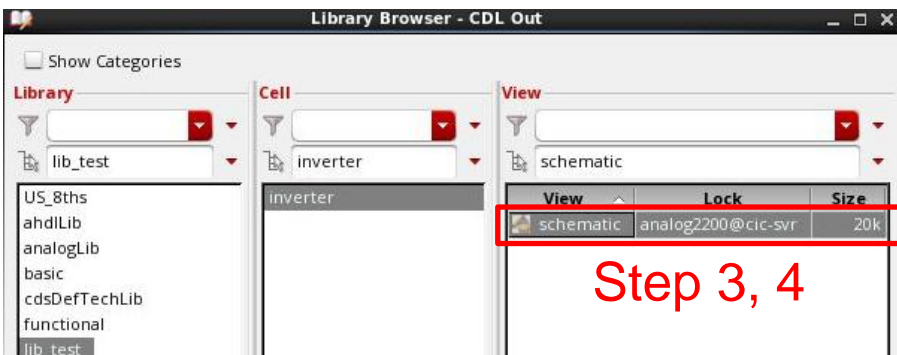 Library Browser - CDL Out
Show Categories
Library
Cell
View
lib_test
inverter
schematic
US_8ths
ahdlLib
analogLib
basic
cdsDefTechLib
functional
lib_test
inverter
View Lock Size
schematic analog2200@cic-svr 20k
Step 3, 4